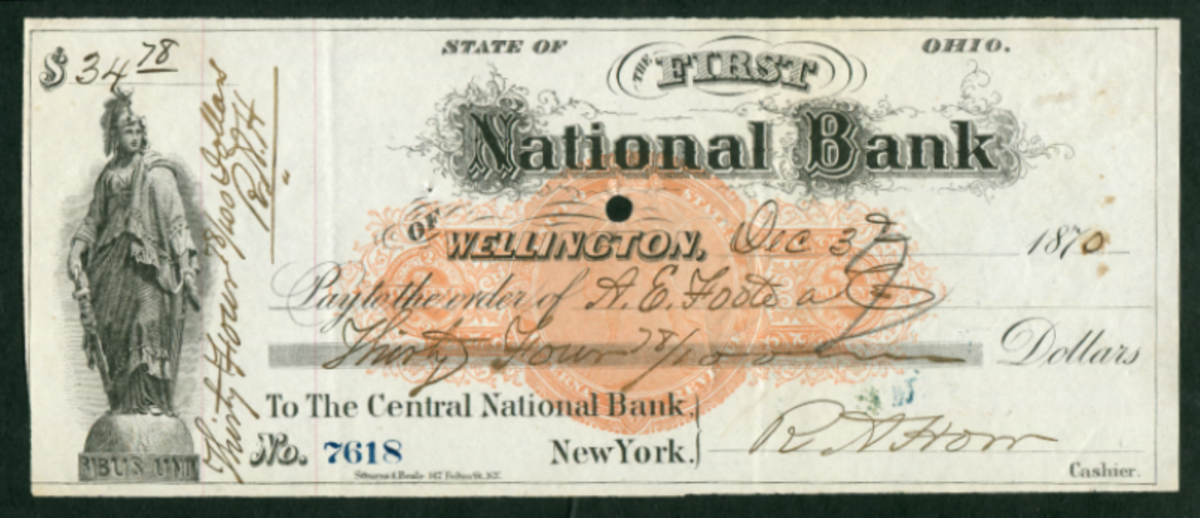 $ 34 78
STATE OF OHIO.
THE FIRST
National Bank
OF WELLINGTON, Dec 3 1870
Pay to the order of A. E. Foote
Thirty Four 78/100 Dollars
To The Central National Bank,
New York.
No. 7618
R. A. Horr
Cashier.
Thirty Four 78/100 Dollars
R.A.H